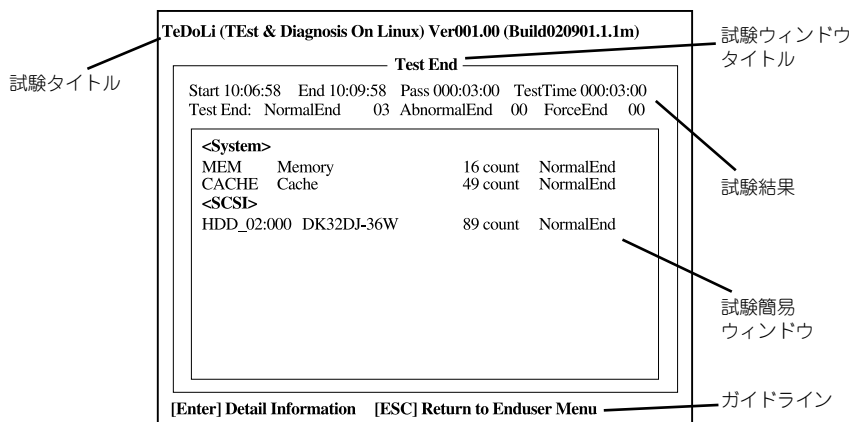 TeDoLi (TEst & Diagnosis On Linux) Ver001.00 (Build020901.1.1m)
試験ウィンドウ
タイトル
試験タイトル
Test End
Start 10:06:58 End 10:09:58 Pass 000:03:00 TestTime 000:03:00
Test End: NormalEnd 03 AbnormalEnd 00 ForceEnd 00
<System>
MEM Memory 16 count NormalEnd
CACHE Cache 49 count NormalEnd
<SCSI>
HDD_02:000 DK32DJ-36W 89 count NormalEnd
試験結果
試験簡易
ウィンドウ
[Enter] Detail Information [ESC] Return to Enduser Menu
ガイドライン